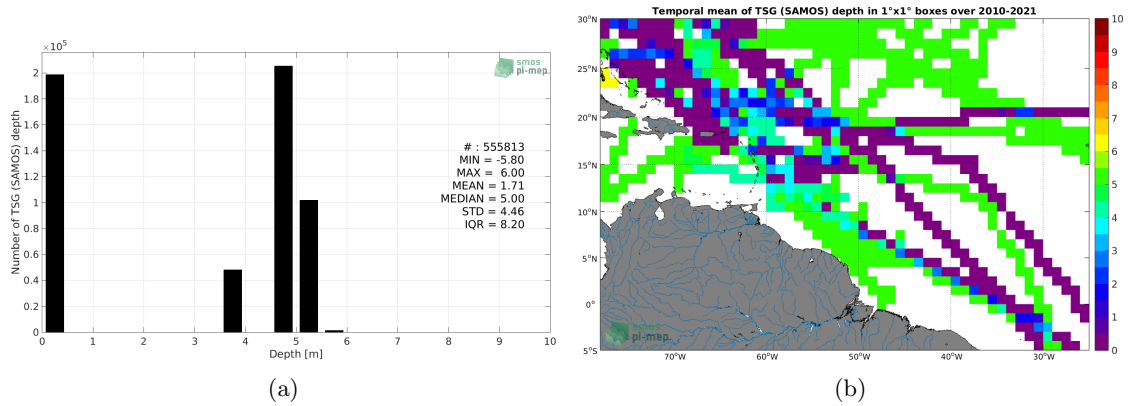 ×10⁵
2
1.8
1.6
1.4
1.2
1
0.8
0.6
0.4
0.2
0
0 1 2 3 4 5 6 7 8 9 10
Number of TSG (SAMOS) depth
Depth [m]
smos
pi-mep
# : 555813
MIN = -5.80
MAX = 6.00
MEAN = 1.71
MEDIAN = 5.00
STD = 4.46
IQR = 8.20
(a)
Temporal mean of TSG (SAMOS) depth in 1°x1° boxes over 2010-2021
30°N
25°N
20°N
15°N
10°N
5°N
0°
5°S
70°W 60°W 50°W 40°W 30°W
smos
pi-mep
10
9
8
7
6
5
4
3
2
1
0
(b)